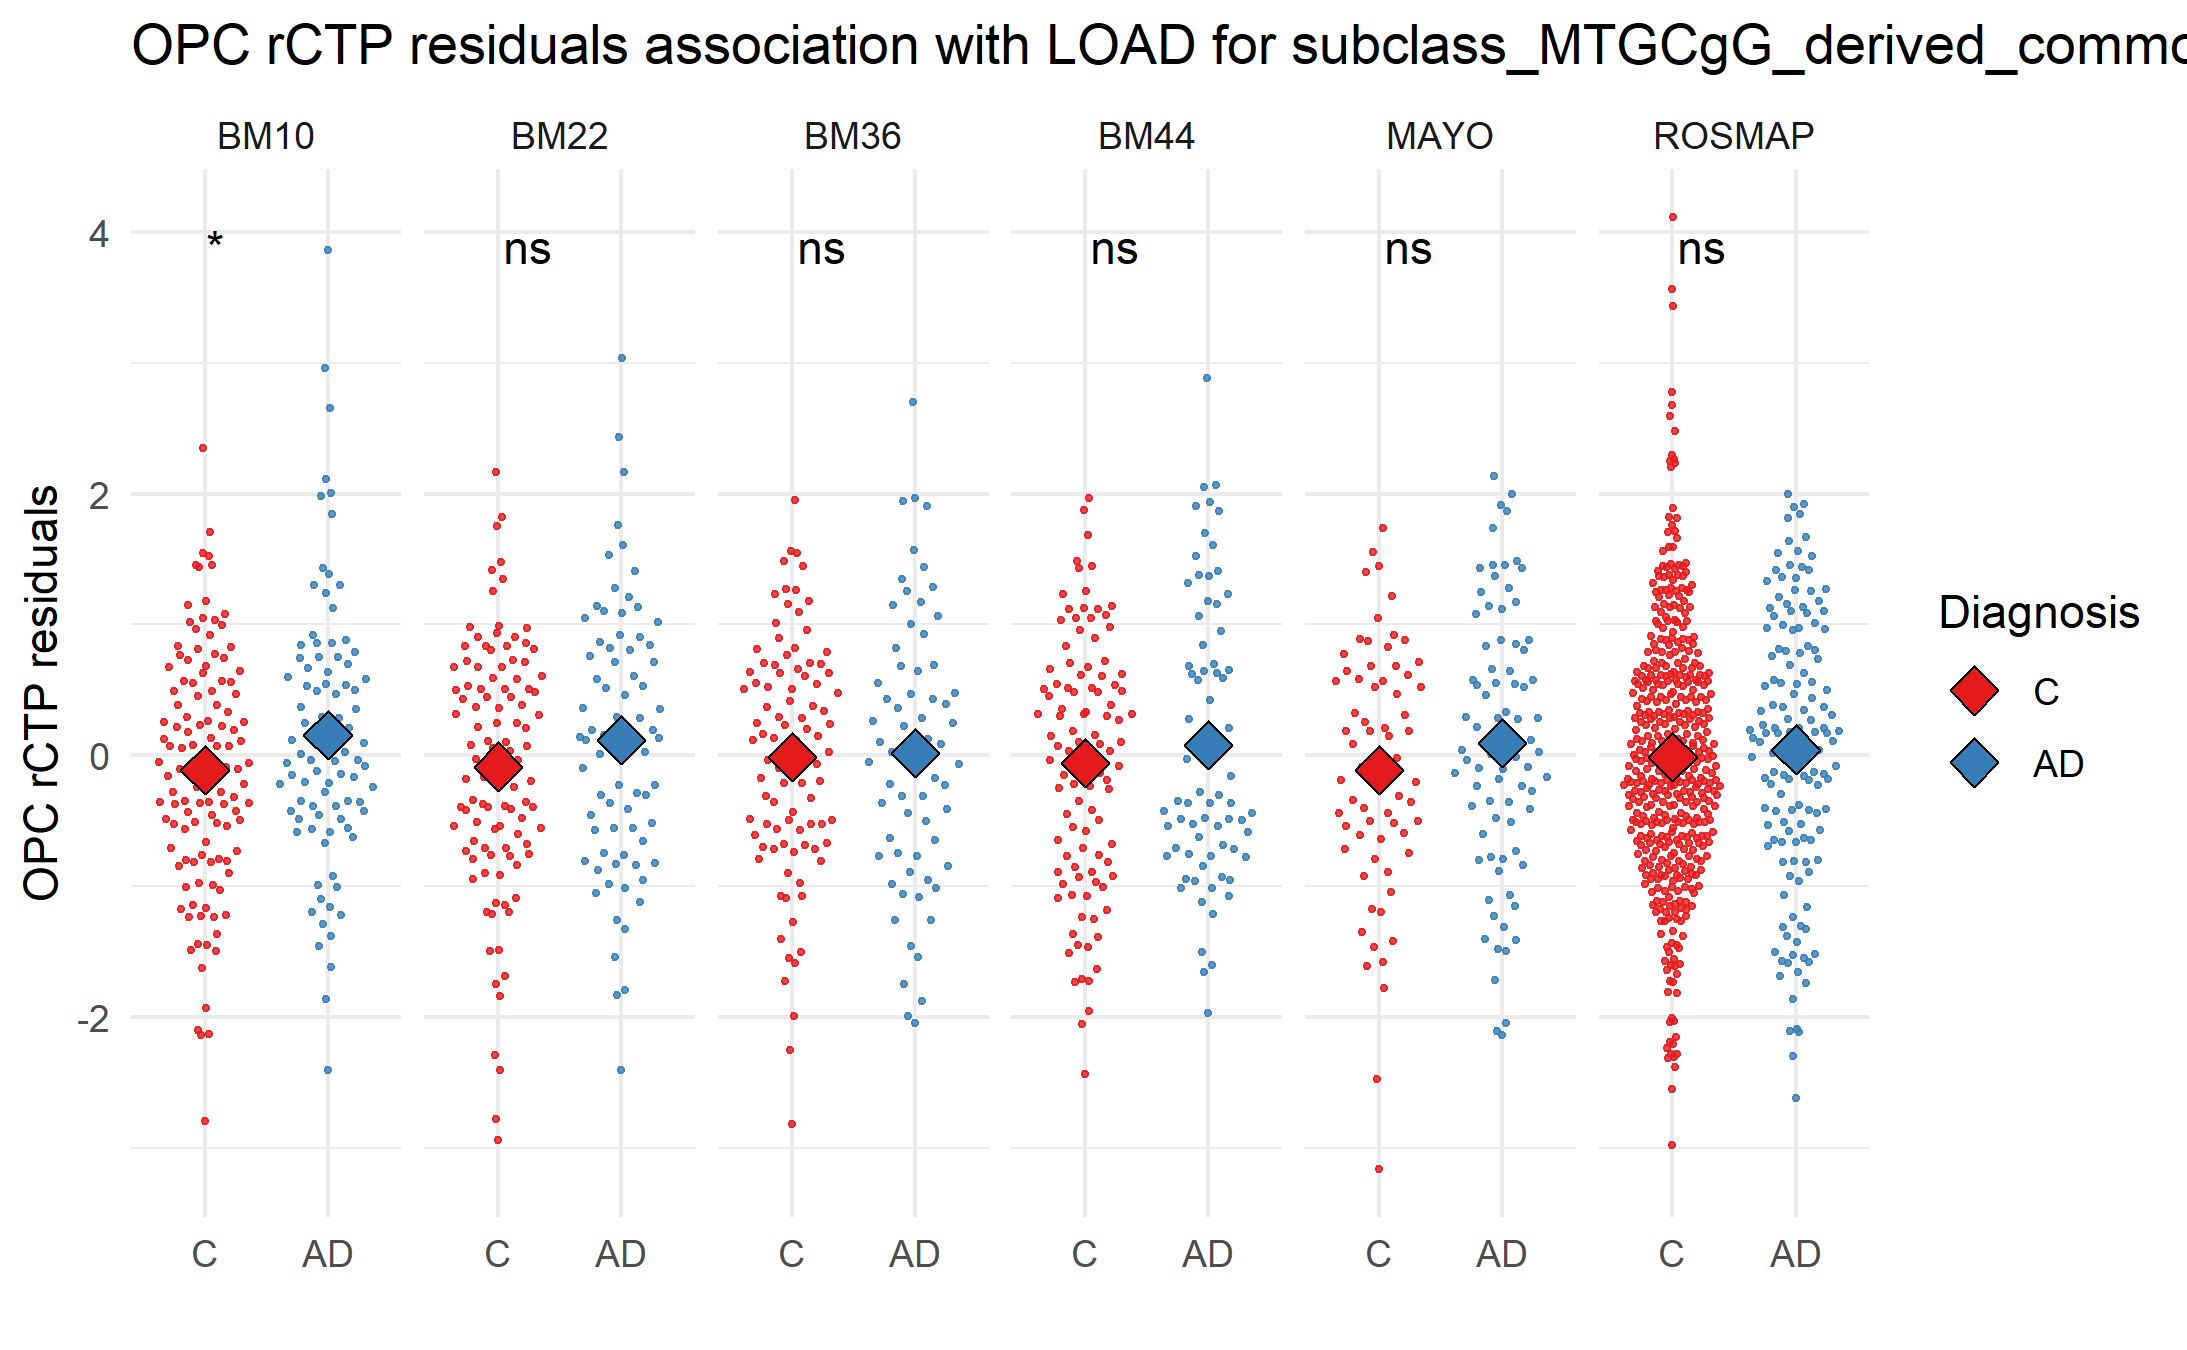 OPC rCTP residuals association with LOAD for subclass_MTGCgG_derived_commo
BM10 BM22 BM36 BM44 MAYO ROSMAP
* ns ns ns ns ns
4
2
0
-2
OPC rCTP residuals
C AD C AD C AD C AD C AD C AD
Diagnosis
C
AD